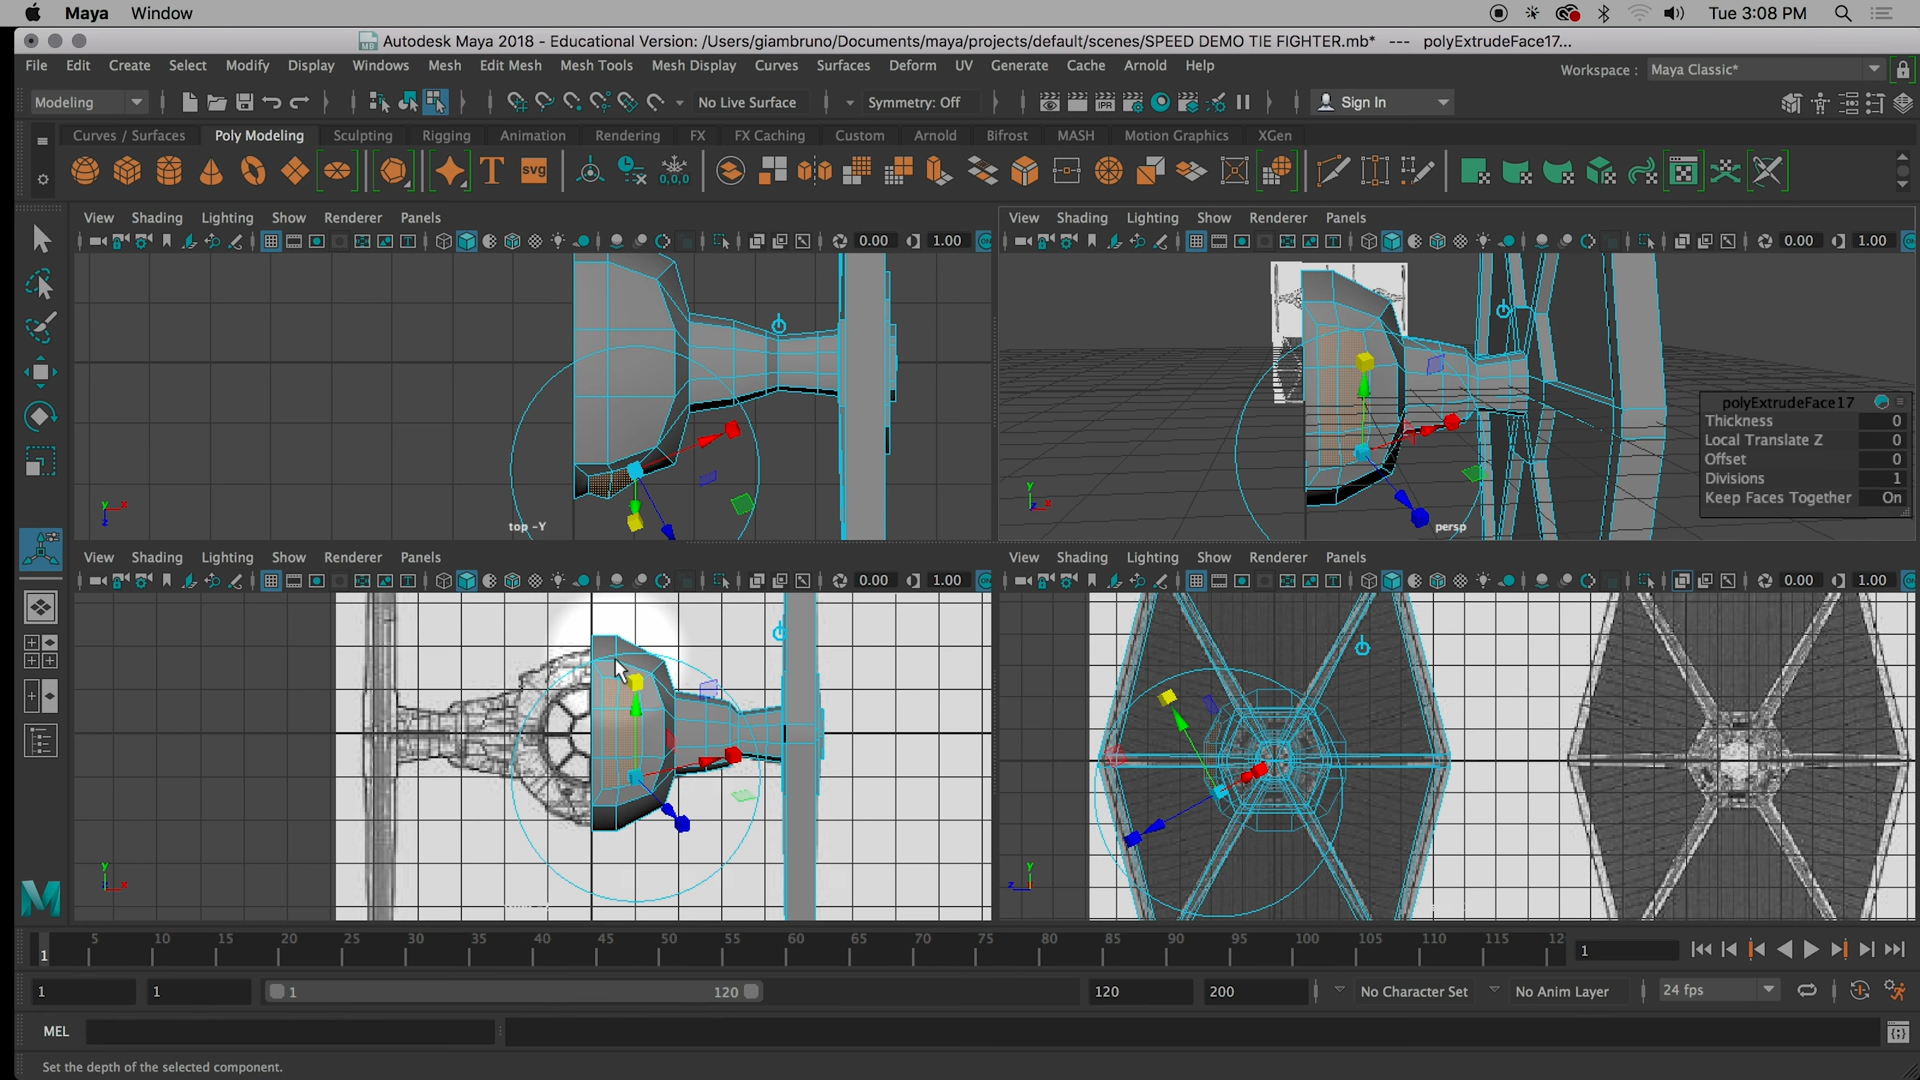 Maya Window Tue 3:08 PM
Autodesk Maya 2018 - Educational Version: /Users/giambruno/Documents/maya/projects/default/scenes/SPEED DEMO TIE FIGHTER.mb* --- polyExtrudeFace17...
File Edit Create Select Modify Display Windows Mesh Edit Mesh Mesh Tools Mesh Display Curves Surfaces Deform UV Generate Cache Arnold Help Workspace : Maya Classic*
Modeling No Live Surface Symmetry: Off IPR Sign In
Curves / Surfaces Poly Modeling Sculpting Rigging Animation Rendering FX FX Caching Custom Arnold Bifrost MASH Motion Graphics XGen
T svg 0,0,0
View Shading Lighting Show Renderer Panels
0.00 1.00 ON
top -Y
y x z
View Shading Lighting Show Renderer Panels
0.00 1.00
persp
y x
polyExtrudeFace17
Thickness 0
Local Translate Z 0
Offset 0
Divisions 1
Keep Faces Together On
View Shading Lighting Show Renderer Panels
0.00 1.00
y x
View Shading Lighting Show Renderer Panels
0.00 1.00
y z
M
5 10 15 20 25 30 35 40 45 50 55 60 65 70 75 80 85 90 95 100 105 110 115 12
1 1
1 1 1 120 120 200 No Character Set No Anim Layer 24 fps
MEL
Set the depth of the selected component.